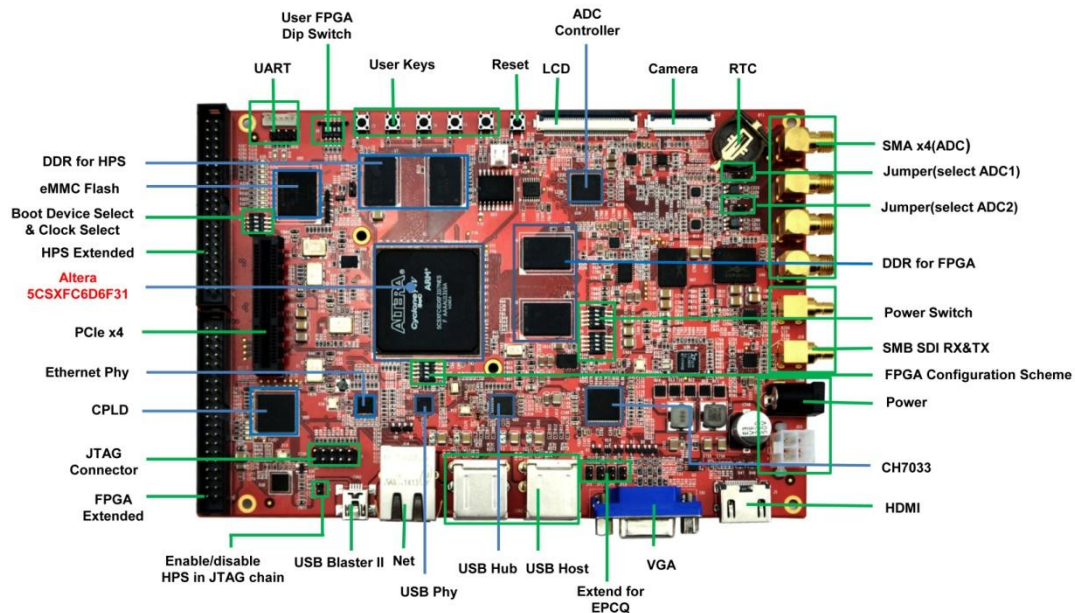 User FPGA
Dip Switch
ADC
Controller
UART
User Keys
Reset
LCD
Camera
RTC
DDR for HPS
eMMC Flash
Boot Device Select
& Clock Select
HPS Extended
Altera
5CSXFC6D6F31
PCIe x4
Ethernet Phy
CPLD
JTAG
Connector
FPGA
Extended
SMA x4(ADC)
Jumper(select ADC1)
Jumper(select ADC2)
DDR for FPGA
Power Switch
SMB SDI RX&TX
FPGA Configuration Scheme
Power
CH7033
HDMI
ALTERA
Cyclone V
SoC ARM
Enable/disable
HPS in JTAG chain
USB Blaster II
Net
USB Phy
USB Hub
USB Host
Extend for
EPCQ
VGA